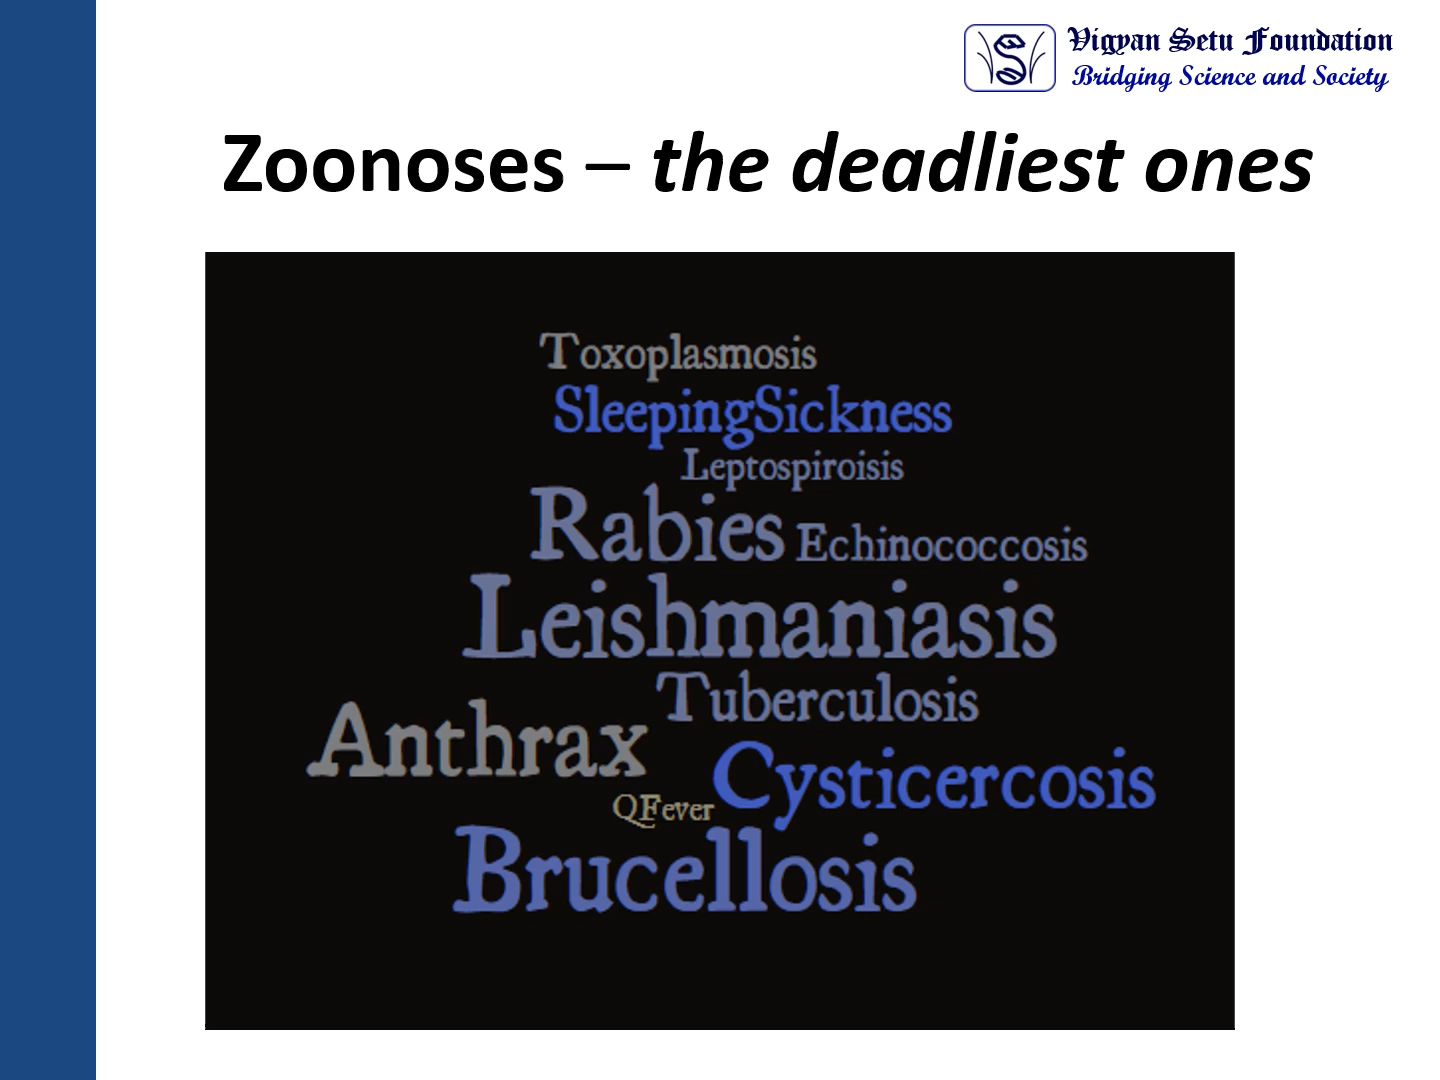 Vigyan Setu Foundation
Bridging Science and Society
Zoonoses – the deadliest ones
Toxoplasmosis
SleepingSickness
Leptospiroisis
Rabies Echinococcosis
Leishmaniasis
Tuberculosis
Anthrax
Cysticercosis
QFever
Brucellosis